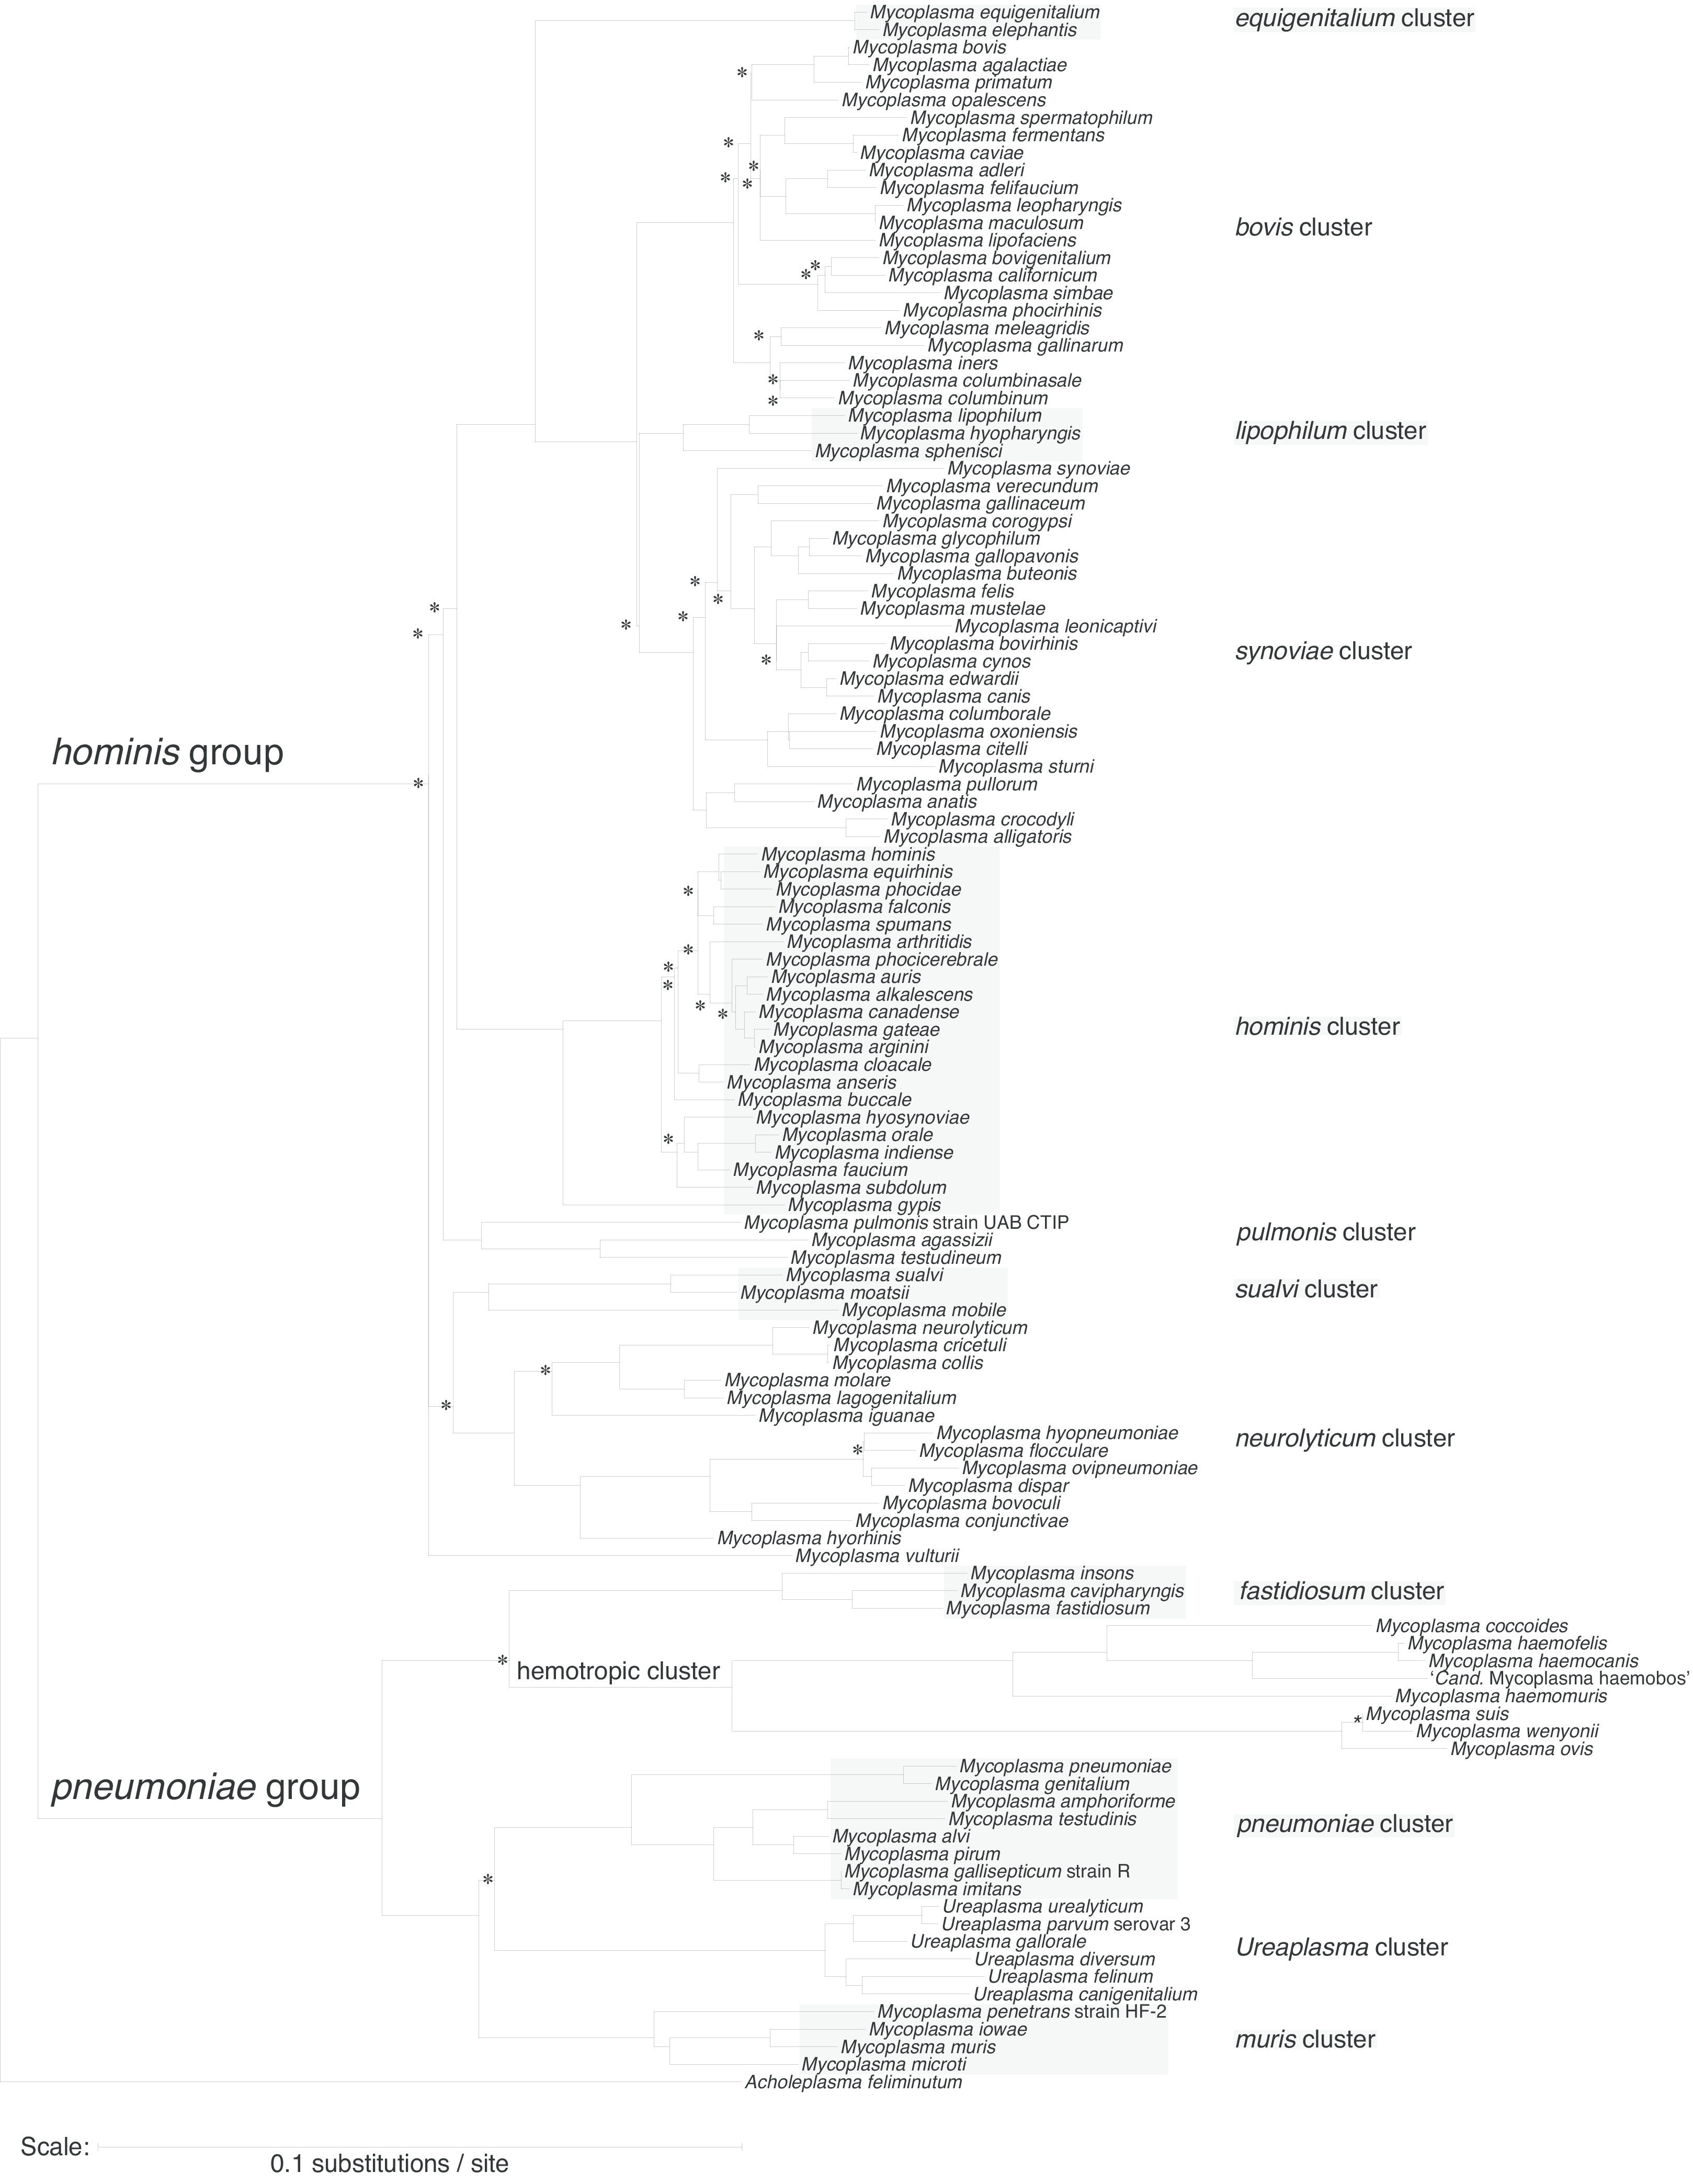 Mycoplasma equigenitalium
equigenitalium cluster
Mycoplasma elephantis
Mycoplasma bovis
Mycoplasma agalactiae
*
Mycoplasma primatum
Mycoplasma opalescens
Mycoplasma spermatophilum
Mycoplasma fermentans
*
Mycoplasma caviae
*
Mycoplasma adleri
*
*
Mycoplasma felifaucium
Mycoplasma leopharyngis
Mycoplasma maculosum
bovis cluster
Mycoplasma lipofaciens
Mycoplasma bovigenitalium
*
*
Mycoplasma californicum
Mycoplasma simbae
Mycoplasma phocirhinis
Mycoplasma meleagridis
*
Mycoplasma gallinarum
Mycoplasma iners
*
Mycoplasma columbinasale
*
Mycoplasma columbinum
Mycoplasma lipophilum
lipophilum cluster
Mycoplasma hyopharyngis
Mycoplasma sphenisci
Mycoplasma synoviae
Mycoplasma verecundum
Mycoplasma gallinaceum
Mycoplasma corogypsi
Mycoplasma glycophilum
Mycoplasma gallopavonis
Mycoplasma buteonis
*
Mycoplasma felis
*
*
Mycoplasma mustelae
*
*
Mycoplasma leonicaptivi
*
Mycoplasma bovirhinis
synoviae cluster
*
Mycoplasma cynos
Mycoplasma edwardii
Mycoplasma canis
Mycoplasma columborale
Mycoplasma oxoniensis
hominis group
Mycoplasma citelli
Mycoplasma sturni
*
Mycoplasma pullorum
Mycoplasma anatis
Mycoplasma crocodyli
Mycoplasma alligatoris
Mycoplasma hominis
Mycoplasma equirhinis
*
Mycoplasma phocidae
Mycoplasma falconis
Mycoplasma spumans
Mycoplasma arthritidis
*
Mycoplasma phocicerebrale
*
Mycoplasma auris
*
Mycoplasma alkalescens
*
*
Mycoplasma canadense
hominis cluster
Mycoplasma gateae
Mycoplasma arginini
Mycoplasma cloacale
Mycoplasma anseris
Mycoplasma buccale
Mycoplasma hyosynoviae
*
Mycoplasma orale
Mycoplasma indiense
Mycoplasma faucium
Mycoplasma subdolum
Mycoplasma gypis
Mycoplasma pulmonis strain UAB CTIP
pulmonis cluster
Mycoplasma agassizii
Mycoplasma testudineum
Mycoplasma sualvi
sualvi cluster
Mycoplasma moatsii
Mycoplasma mobile
Mycoplasma neurolyticum
Mycoplasma cricetuli
Mycoplasma collis
*
Mycoplasma molare
Mycoplasma lagogenitalium
*
Mycoplasma iguanae
Mycoplasma hyopneumoniae
neurolyticum cluster
*
Mycoplasma flocculare
Mycoplasma ovipneumoniae
Mycoplasma dispar
Mycoplasma bovoculi
Mycoplasma conjunctivae
Mycoplasma hyorhinis
Mycoplasma vulturii
Mycoplasma insons
fastidiosum cluster
Mycoplasma cavipharyngis
Mycoplasma fastidiosum
Mycoplasma coccoides
Mycoplasma haemofelis
*
hemotropic cluster
Mycoplasma haemocanis
‘Cand. Mycoplasma haemobos’
Mycoplasma haemomuris
*
Mycoplasma suis
Mycoplasma wenyonii
Mycoplasma ovis
Mycoplasma pneumoniae
pneumoniae group
Mycoplasma genitalium
Mycoplasma amphoriforme
Mycoplasma testudinis
pneumoniae cluster
Mycoplasma alvi
Mycoplasma pirum
Mycoplasma gallisepticum strain R
*
Mycoplasma imitans
Ureaplasma urealyticum
Ureaplasma parvum serovar 3
Ureaplasma gallorale
Ureaplasma cluster
Ureaplasma diversum
Ureaplasma felinum
Ureaplasma canigenitalium
Mycoplasma penetrans strain HF-2
Mycoplasma iowae
muris cluster
Mycoplasma muris
Mycoplasma microti
Acholeplasma feliminutum
Scale:
0.1 substitutions / site